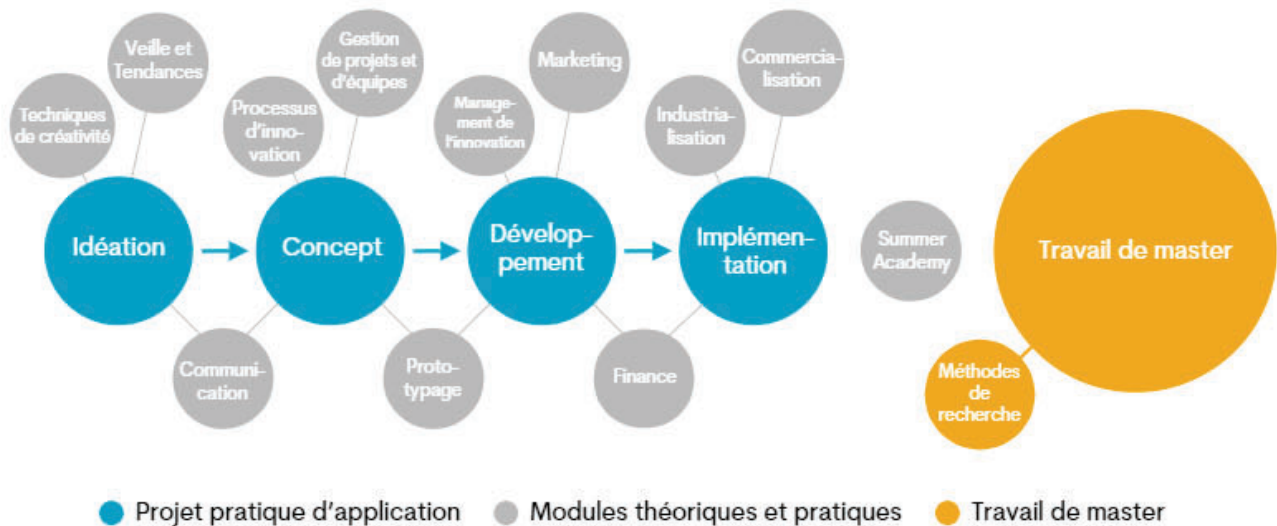 Veille et
Tendances
Techniques
de créativité
Gestion
de projets et
d'équipes
Processus
d'inno-
vation
Marketing
Manage-
ment de
l'innovation
Commercia-
lisation
Industria-
lisation
Idéation
Concept
Dévelop-
pement
Implémen-
tation
Summer
Academy
Travail de master
Communi-
cation
Proto-
typage
Finance
Méthodes
de
recherche
Projet pratique d'application
Modules théoriques et pratiques
Travail de master